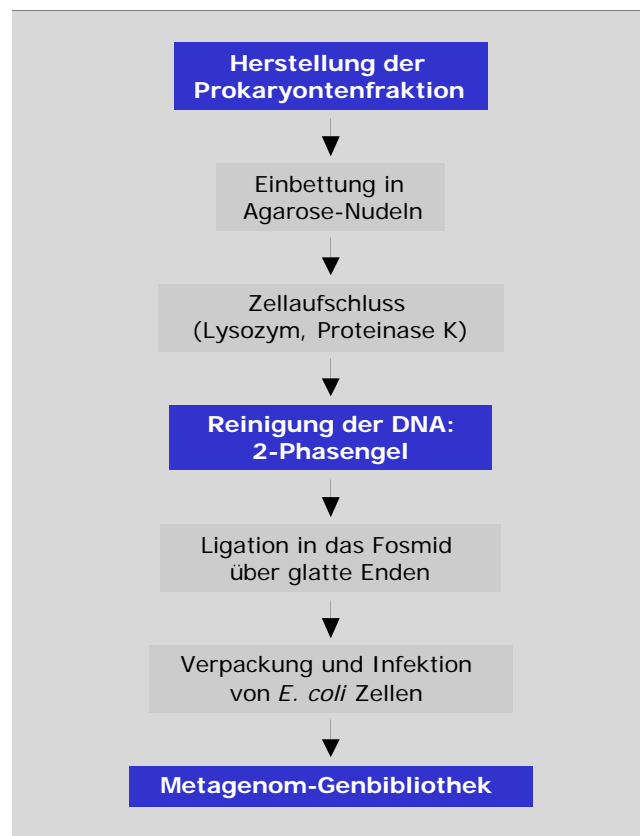 Herstellung der
Prokaryontenfraktion
Einbettung in
Agarose-Nudeln
Zellaufschluss
(Lysozym, Proteinase K)
Reinigung der DNA:
2-Phasengel
Ligation in das Fosmid
über glatte Enden
Verpackung und Infektion
von E. coli Zellen
Metagenom-Genbibliothek